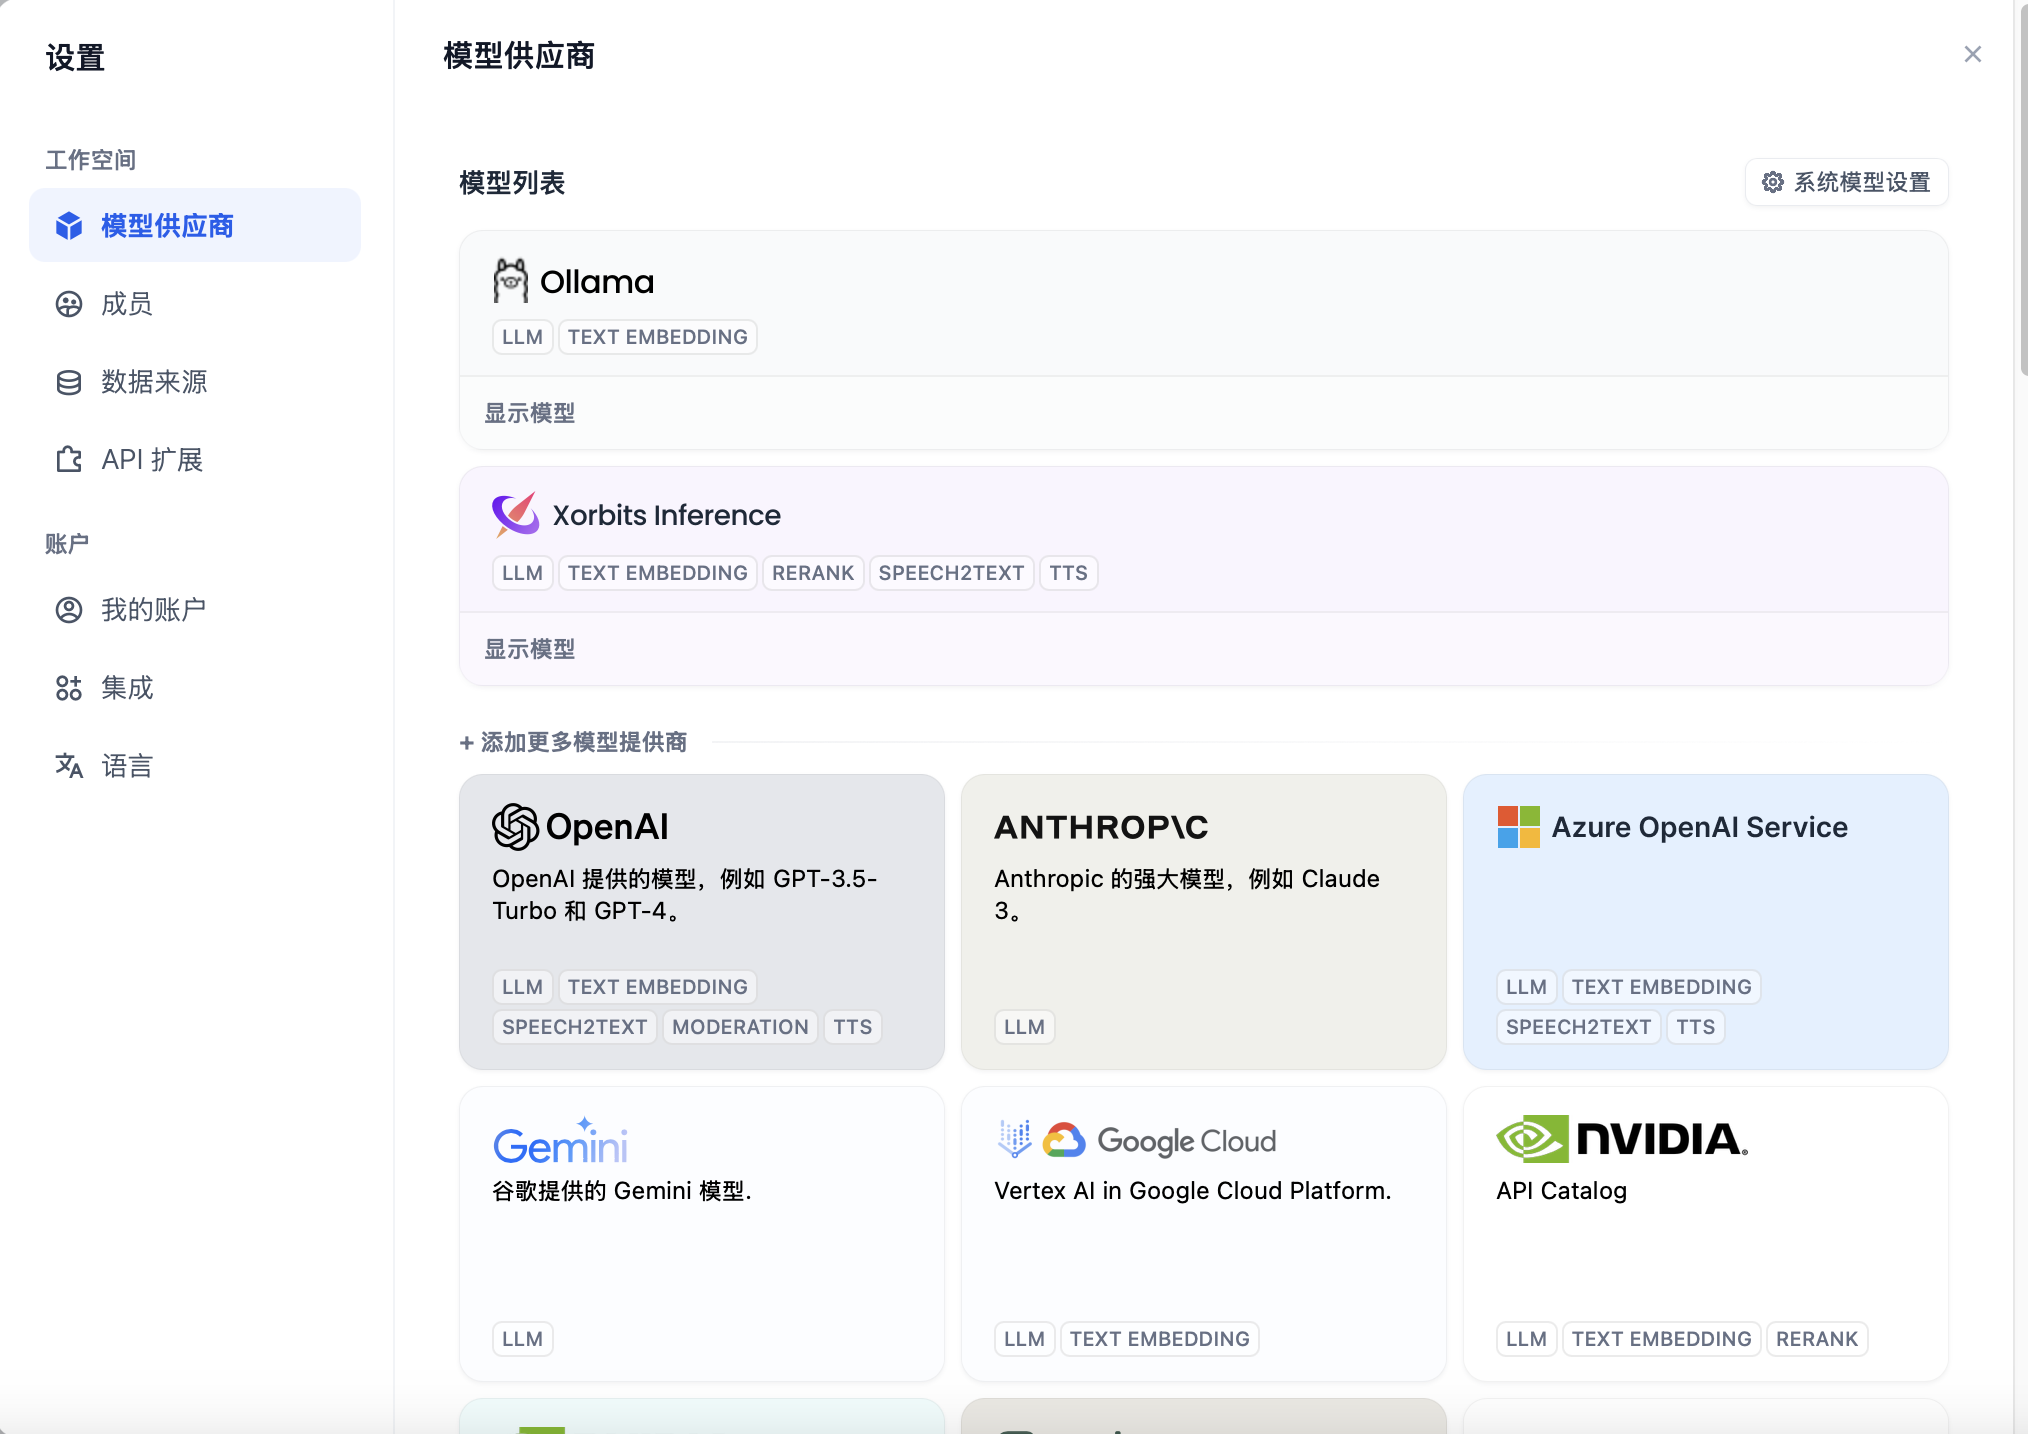 设置
工作空间
模型供应商
成员
数据来源
API 扩展
账户
我的账户
集成
语言
模型供应商
模型列表
系统模型设置
Ollama
LLM TEXT EMBEDDING
显示模型
Xorbits Inference
LLM TEXT EMBEDDING RERANK SPEECH2TEXT TTS
显示模型
+ 添加更多模型提供商
OpenAI
OpenAI 提供的模型，例如 GPT-3.5-
Turbo 和 GPT-4。
LLM TEXT EMBEDDING
SPEECH2TEXT MODERATION TTS
ANTHROP\C
Anthropic 的强大模型，例如 Claude
3。
LLM
Azure OpenAI Service
LLM TEXT EMBEDDING
SPEECH2TEXT TTS
Gemini
谷歌提供的 Gemini 模型.
LLM
Google Cloud
Vertex AI in Google Cloud Platform.
LLM TEXT EMBEDDING
NVIDIA.
API Catalog
LLM TEXT EMBEDDING RERANK